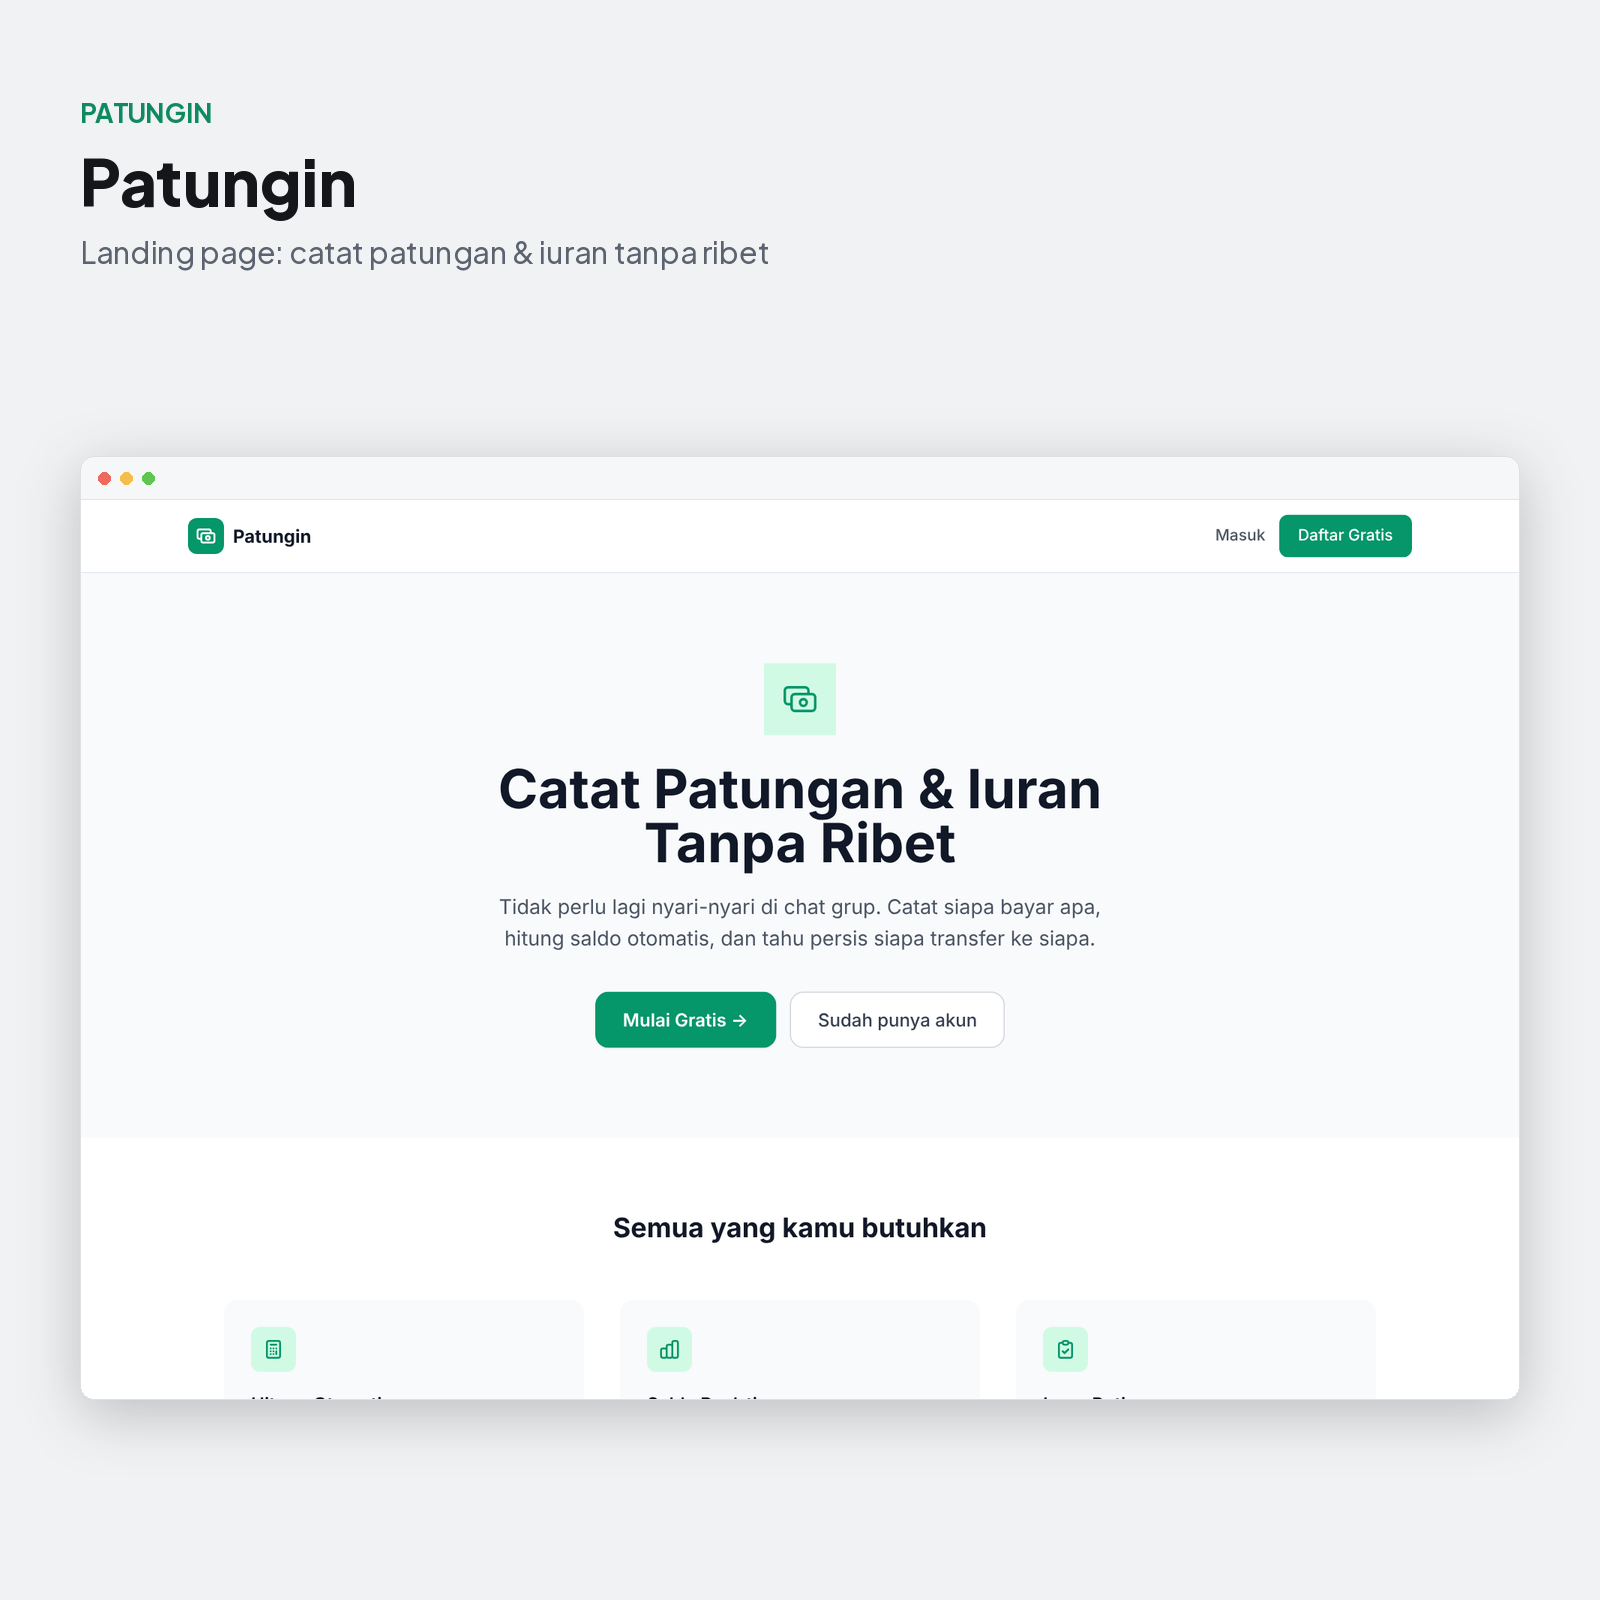 PATUNGIN
Patungin
Landing page: catat patungan & iuran tanpa ribet
Patungin
Masuk
Daftar Gratis
Catat Patungan & Iuran
Tanpa Ribet
Tidak perlu lagi nyari-nyari di chat grup. Catat siapa bayar apa,
hitung saldo otomatis, dan tahu persis siapa transfer ke siapa.
Mulai Gratis →
Sudah punya akun
Semua yang kamu butuhkan